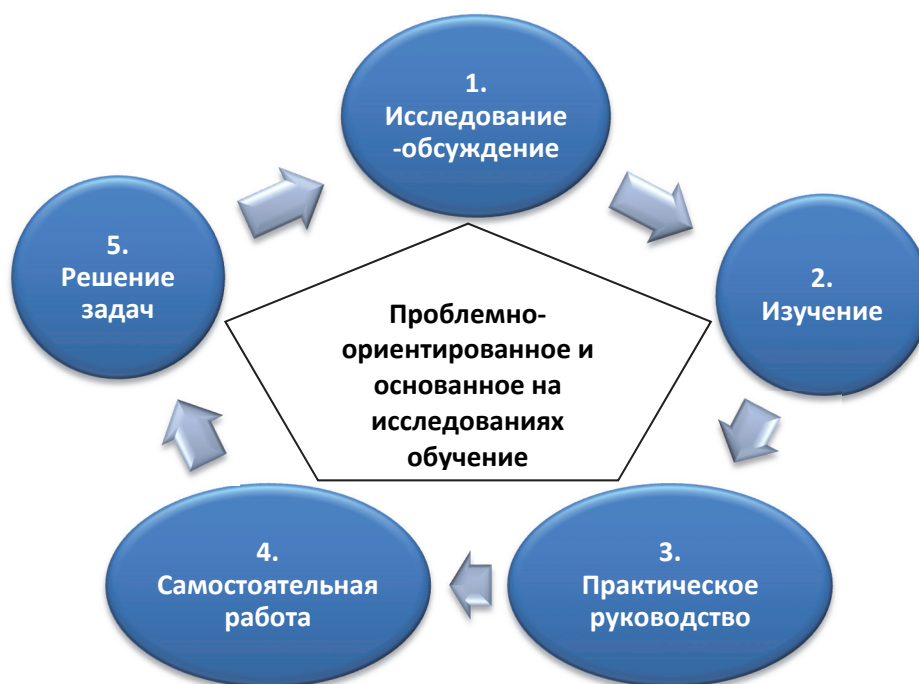 1.
Исследование
-обсуждение
2.
Изучение
3.
Практическое
руководство
4.
Самостоятельная
работа
5.
Решение
задач
Проблемно-
ориентированное и
основанное на
исследованиях
обучение